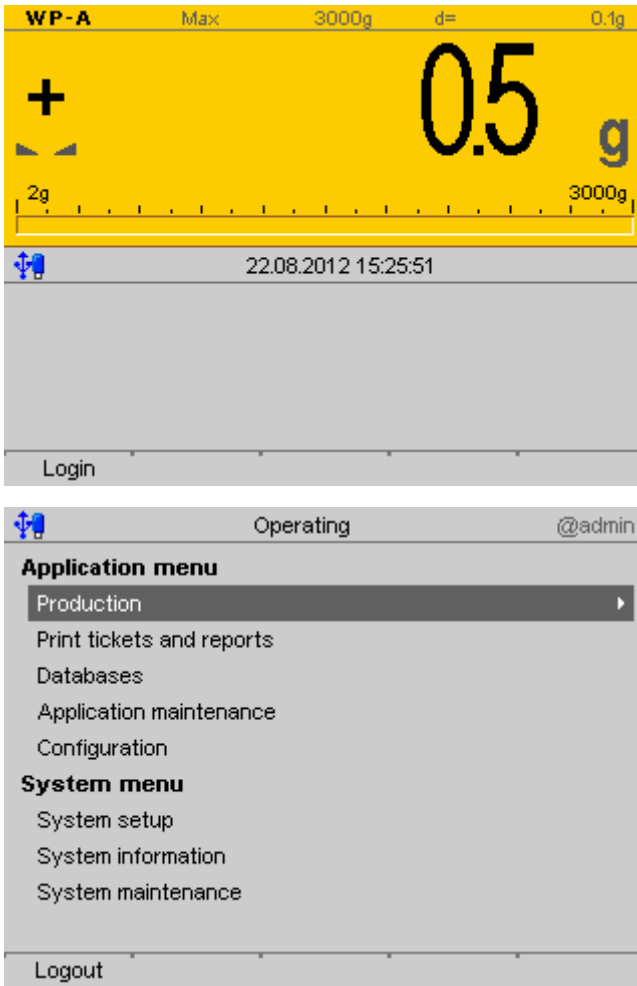 WP-A Max 3000g d= 0.1g
+ 0.5 g
2g 3000g
22.08.2012 15:25:51
Login
Operating @admin
Application menu
Production
Print tickets and reports
Databases
Application maintenance
Configuration
System menu
System setup
System information
System maintenance
Logout